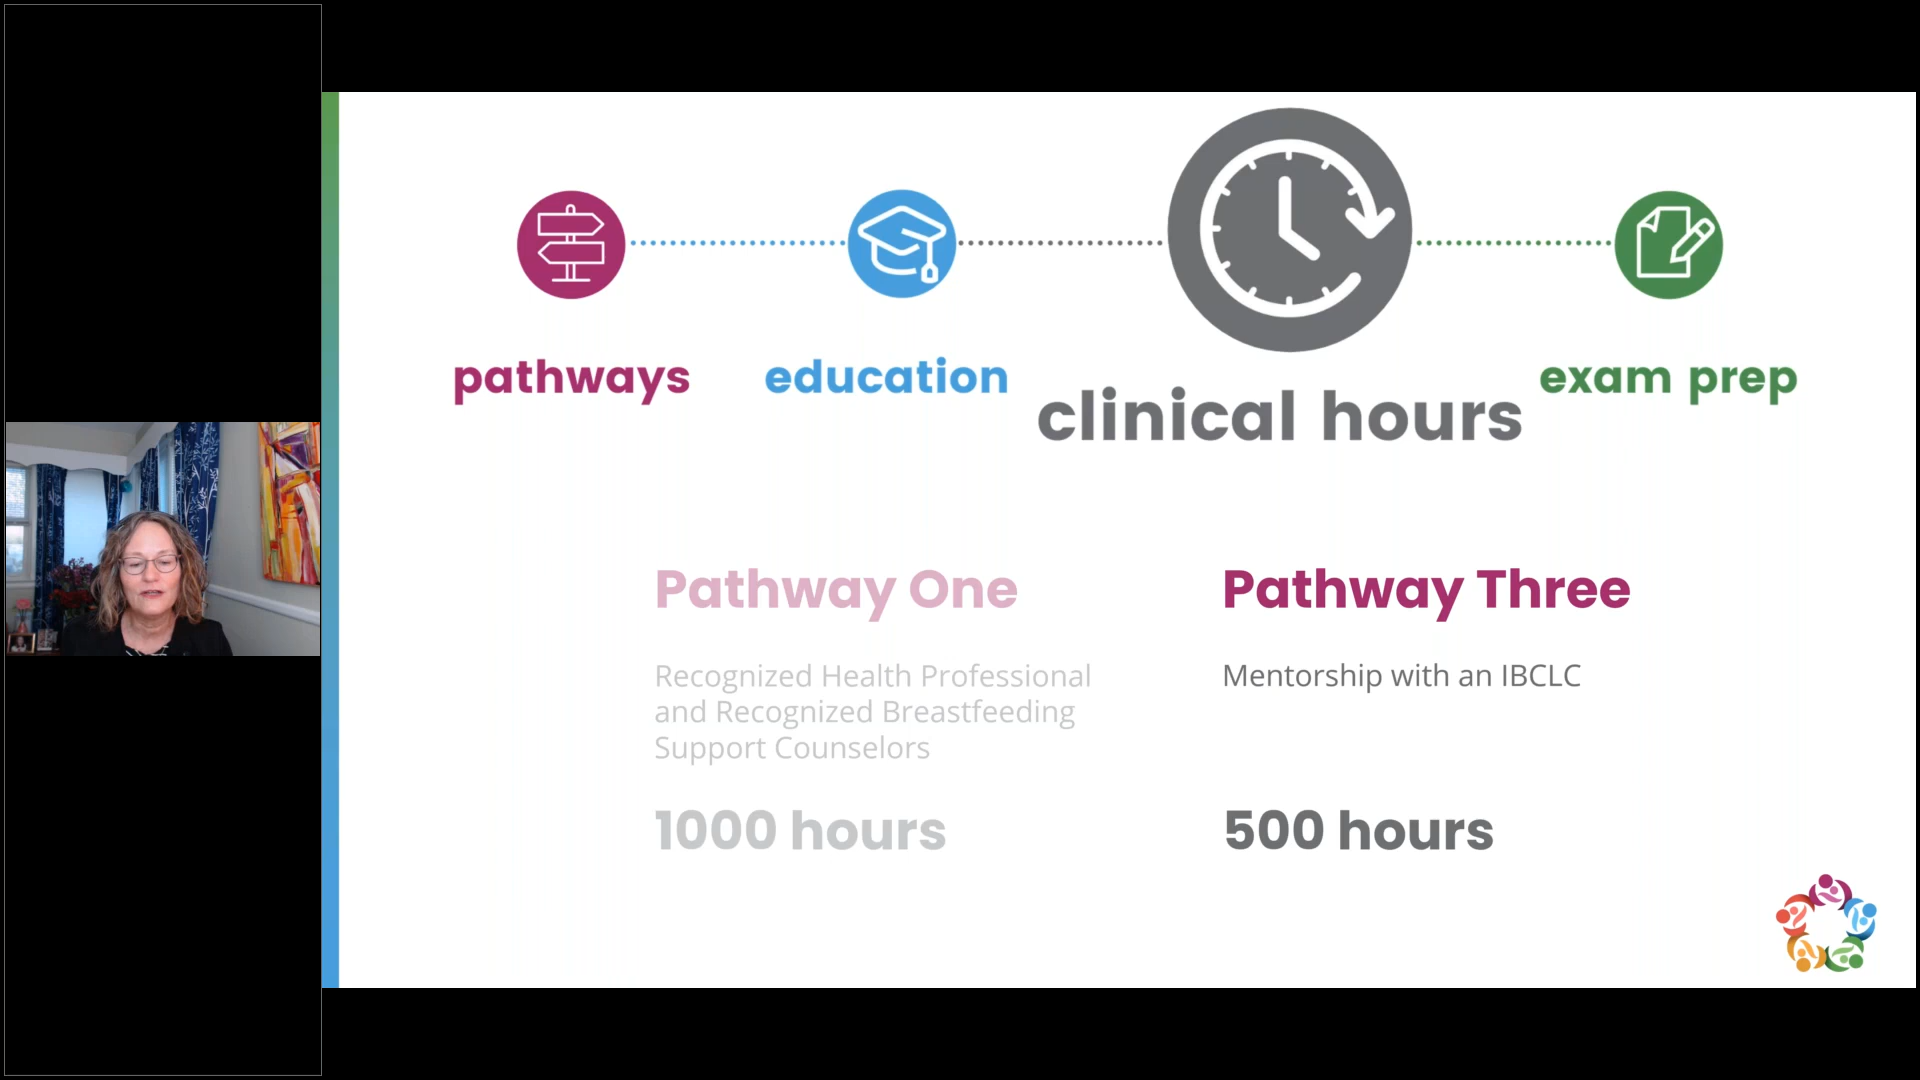 pathways
education
clinical hours
exam prep
Pathway One
Recognized Health Professional
and Recognized Breastfeeding
Support Counselors
1000 hours
Pathway Three
Mentorship with an IBCLC
500 hours